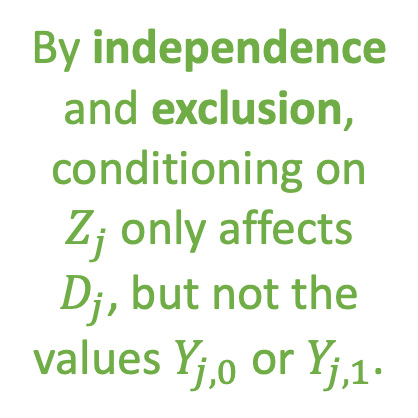 By independence
and exclusion,
conditioning on
Z_j only affects
D_j, but not the
values Y_{j,0} or Y_{j,1}.